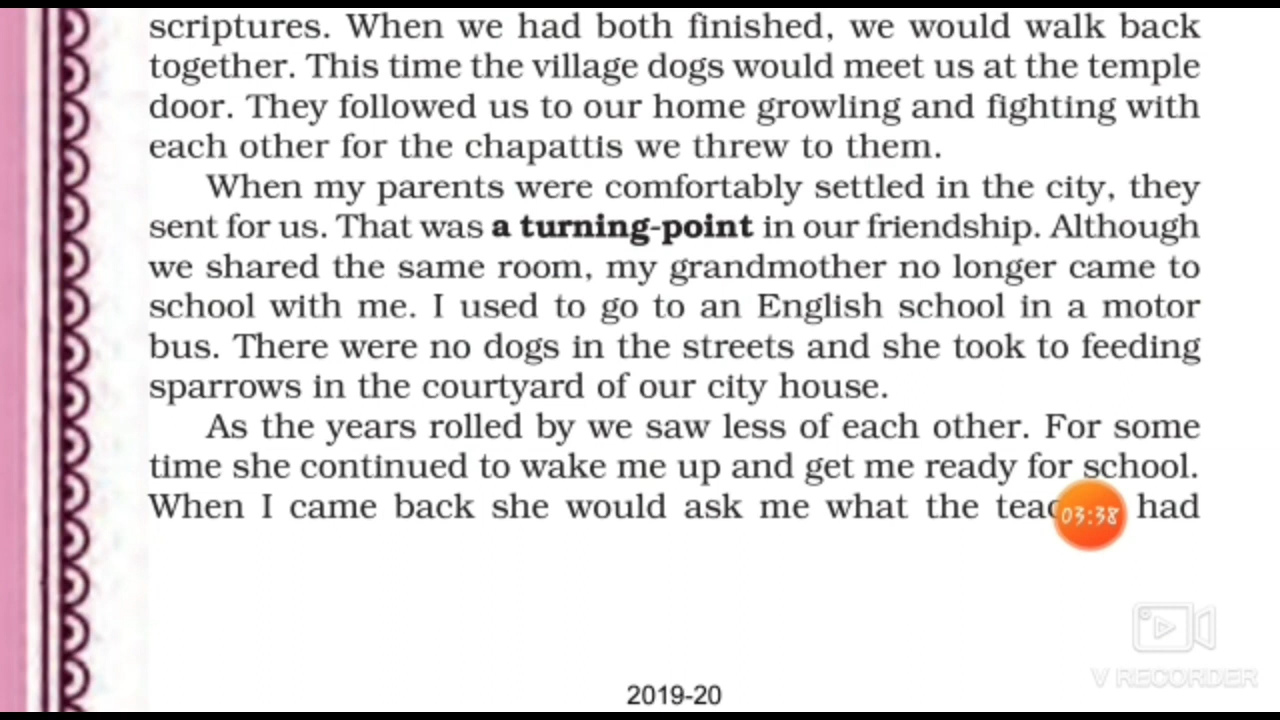 scriptures. When we had both finished, we would walk back
together. This time the village dogs would meet us at the temple
door. They followed us to our home growling and fighting with
each other for the chapattis we threw to them.
When my parents were comfortably settled in the city, they
sent for us. That was a turning-point in our friendship. Although
we shared the same room, my grandmother no longer came to
school with me. I used to go to an English school in a motor
bus. There were no dogs in the streets and she took to feeding
sparrows in the courtyard of our city house.
As the years rolled by we saw less of each other. For some
time she continued to wake me up and get me ready for school.
When I came back she would ask me what the had
03:38
V RECORDER
2019-20